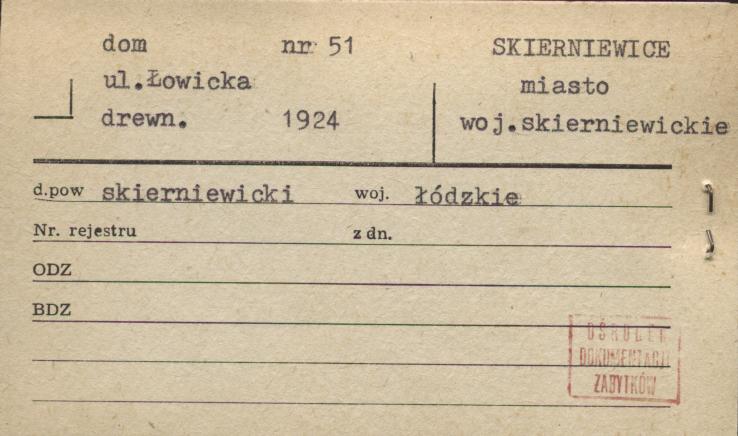 dom nr 51 SKIERNIEWICE
ul.Łowicka miasto
drewn. 1924 woj.skierniewickie
d.pow skierniewicki woj. łódzkie
Nr. rejestru z dn.
ODZ
BDZ
OŚRODEK
DOKUMENTACJI
ZABYTKÓW